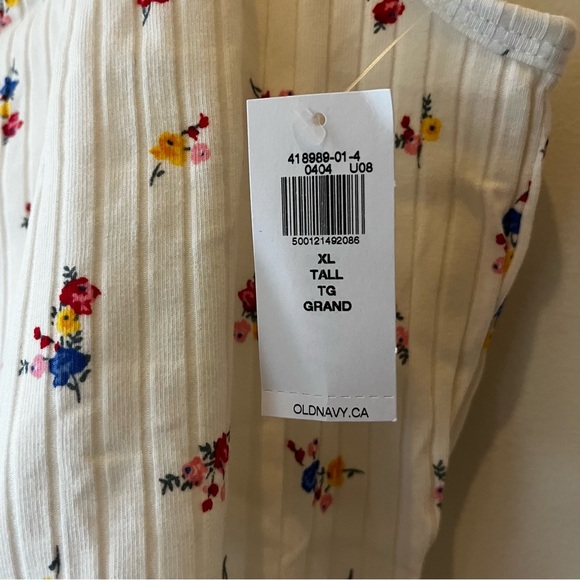 418989-01-4
0404 U08
500121492086
XL
TALL
TG
GRAND
OLDNAVY.CA